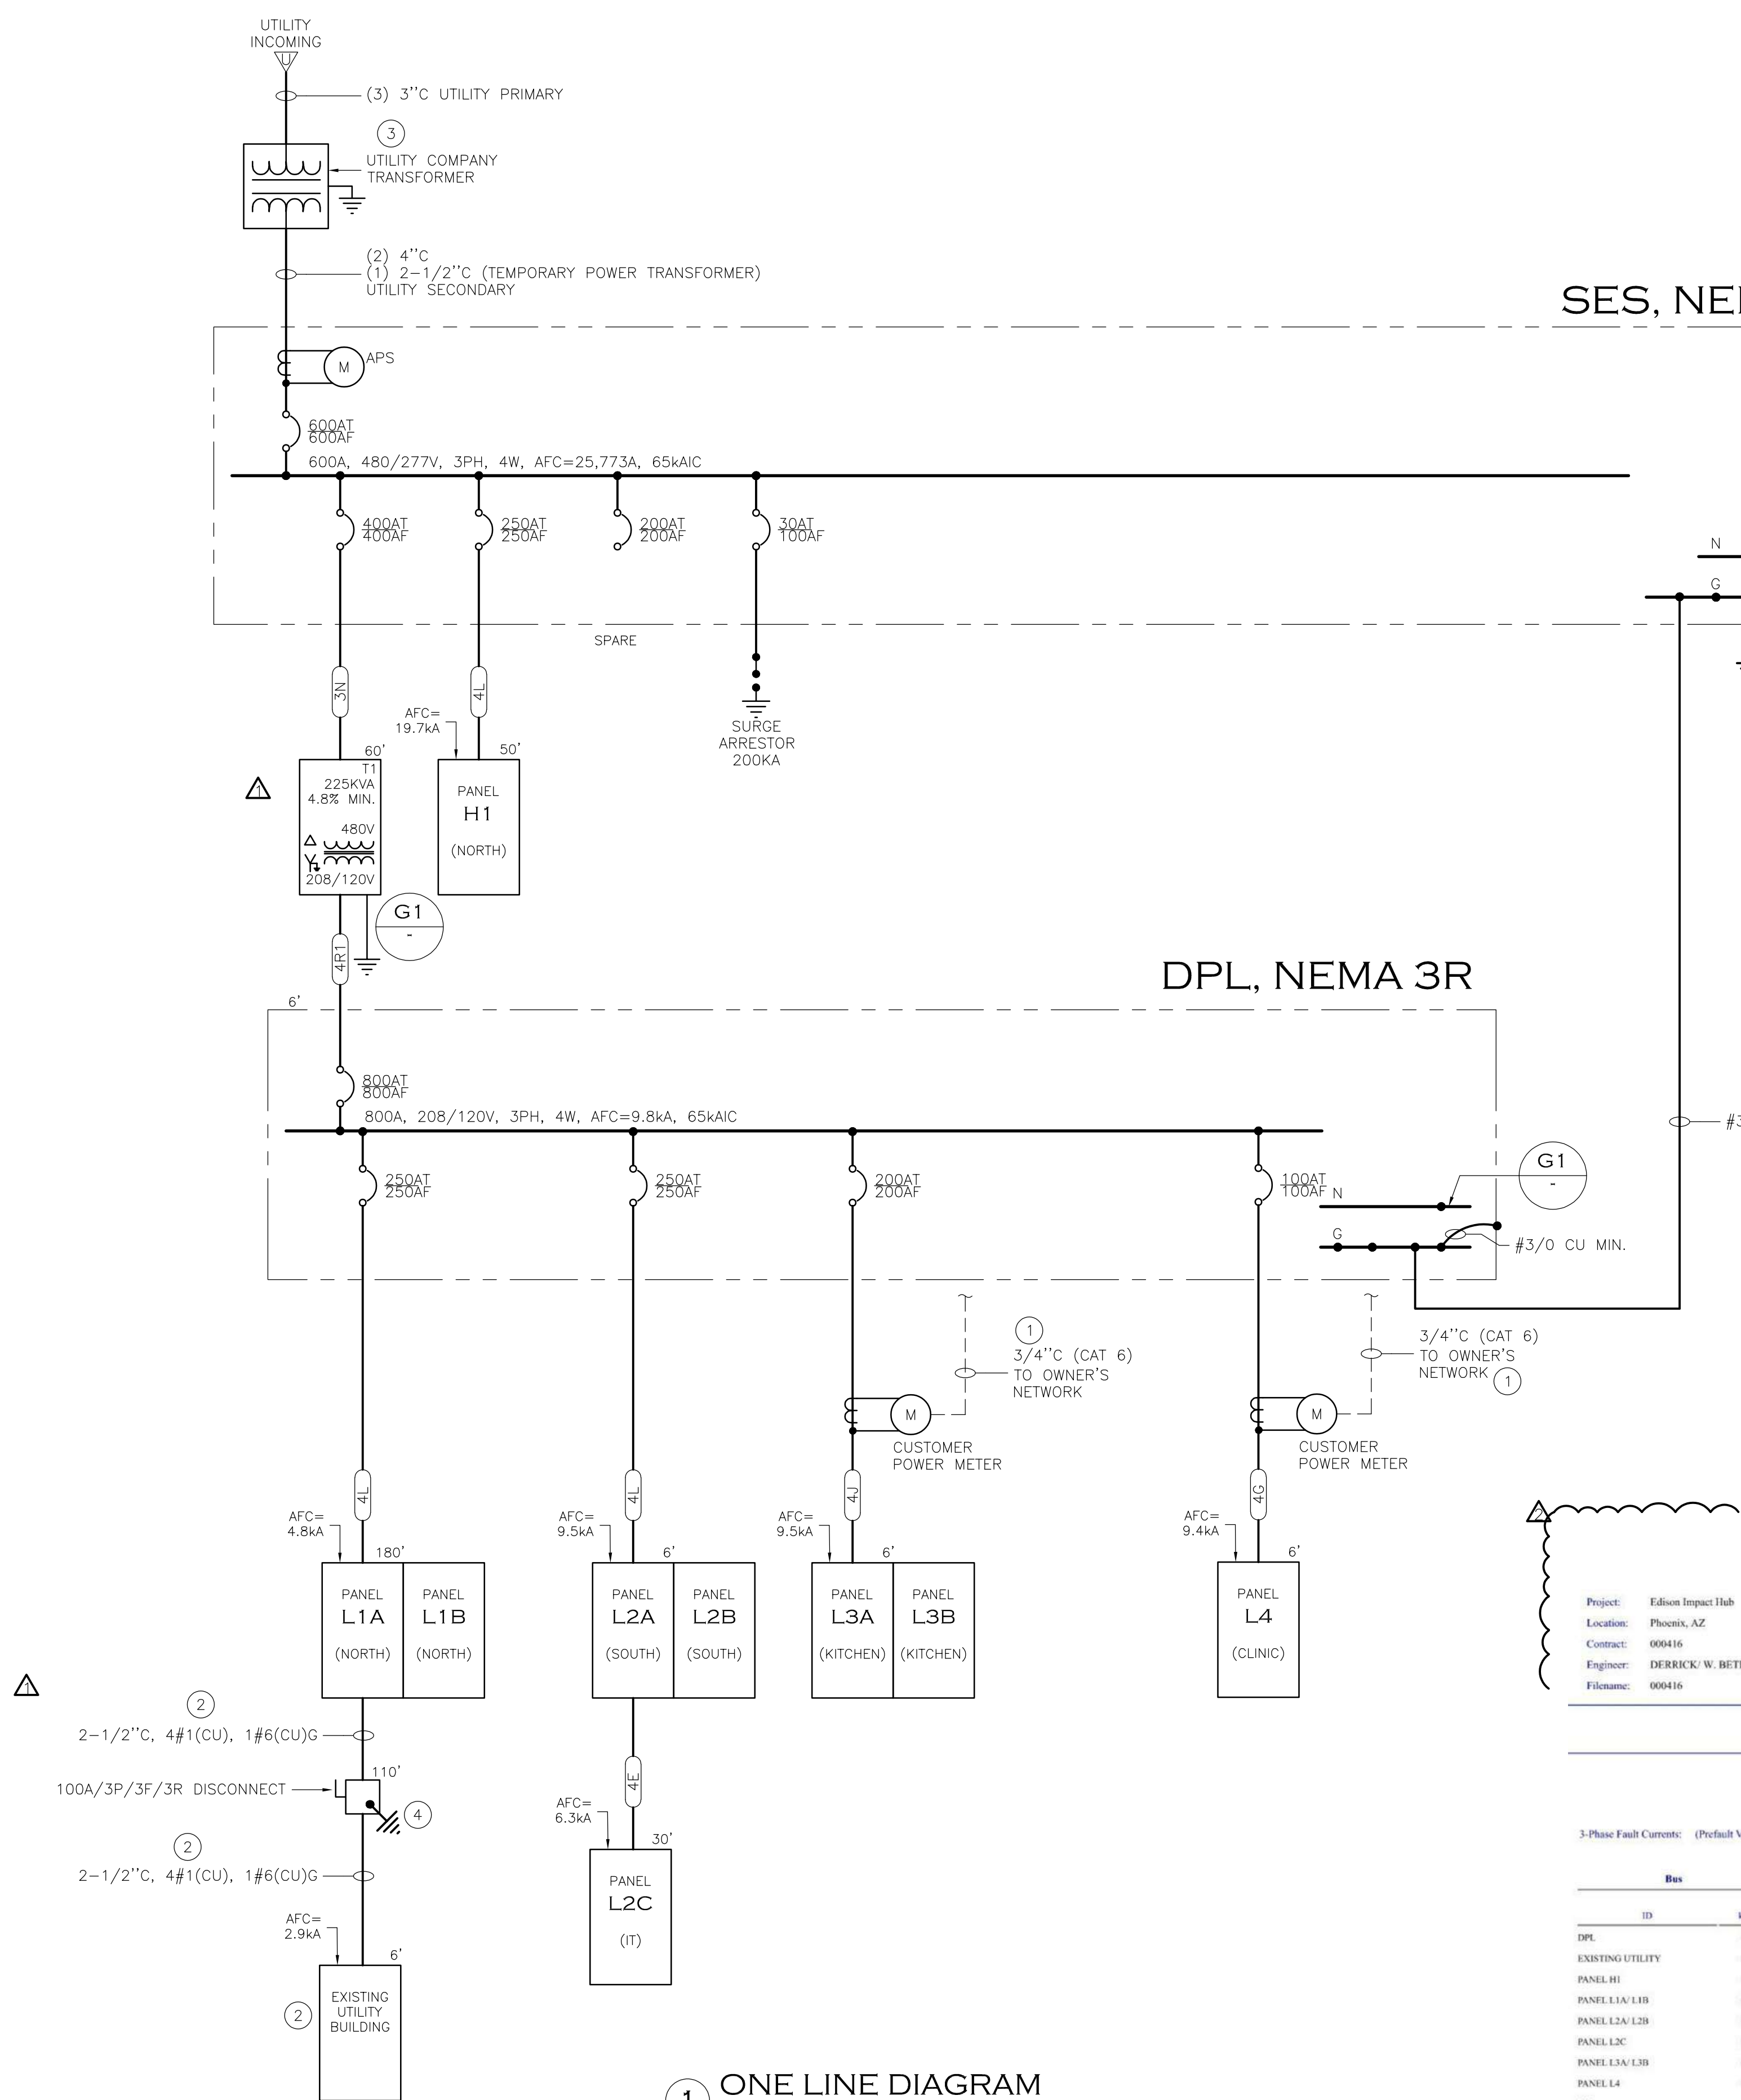 UTILITY
INCOMING
U
(3) 3''C UTILITY PRIMARY
3
UTILITY COMPANY
TRANSFORMER
(2) 4''C
(1) 2-1/2''C (TEMPORARY POWER TRANSFORMER)
UTILITY SECONDARY
SES,
M
APS
600AT
600AF
600A, 480/277V, 3PH, 4W, AFC=25,773A, 65kAIC
400AT
400AF
250AT
250AF
200AT
200AF
30AT
100AF
N
G
SPARE
3N
4L
AFC=
19.7kA
SURGE
ARRESTOR
200KA
60'
50'
1
T1
225KVA
4.8% MIN.
480V
208/120V
PANEL
H1
(NORTH)
G1
-
4R1
DPL, NEMA 3R
6'
800AT
800AF
800A, 208/120V, 3PH, 4W, AFC=9.8kA, 65kAIC
250AT
250AF
250AT
250AF
200AT
200AF
100AT
100AF
N
G
G1
-
#3/0 CU MIN.
1
3/4''C (CAT 6)
TO OWNER'S
NETWORK
3/4''C (CAT 6)
TO OWNER'S
NETWORK
1
M
CUSTOMER
POWER METER
M
CUSTOMER
POWER METER
4L
4L
4J
4G
AFC=
4.8kA
AFC=
9.5kA
AFC=
9.5kA
AFC=
9.4kA
180'
6'
6'
6'
PANEL
L1A
(NORTH)
PANEL
L1B
(NORTH)
PANEL
L2A
(SOUTH)
PANEL
L2B
(SOUTH)
PANEL
L3A
(KITCHEN)
PANEL
L3B
(KITCHEN)
PANEL
L4
(CLINIC)
1
2
2-1/2''C, 4#1(CU), 1#6(CU)G
110'
100A/3P/3F/3R DISCONNECT
4
2
2-1/2''C, 4#1(CU), 1#6(CU)G
AFC=
2.9kA
6'
2
EXISTING
UTILITY
BUILDING
4E
AFC=
6.3kA
30'
PANEL
L2C
(IT)
1
ONE LINE DIAGRAM
2
Project: Edison Impact Hub
Location: Phoenix, AZ
Contract: 000416
Engineer: DERRICK/ W.
Filename: 000416
3-Phase Fault Currents: (Prefault
Bus
ID
DPL
EXISTING UTILITY
PANEL H1
PANEL L1A/ L1B
PANEL L2A/ L2B
PANEL L2C
PANEL L3A/ L3B
PANEL L4